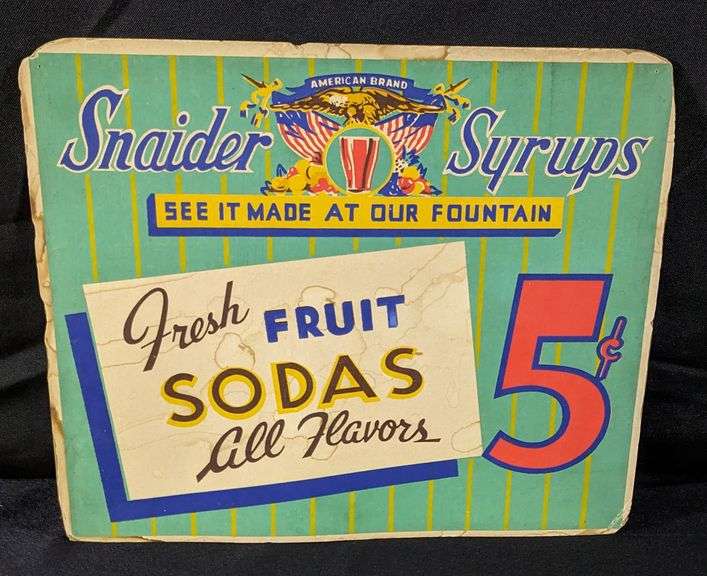 AMERICAN BRAND
Snaider Syrups
SEE IT MADE AT OUR FOUNTAIN
Fresh FRUIT
SODAS
All Flavors
5¢